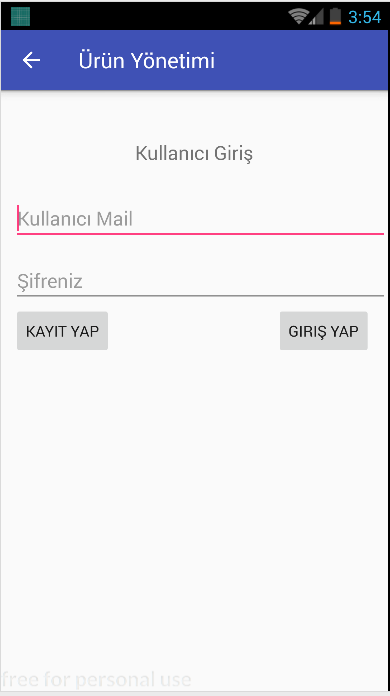 3:54
Ürün Yönetimi
Kullanıcı Giriş
Kullanıcı Mail
Şifreniz
KAYIT YAP
GIRIŞ YAP
free for personal use